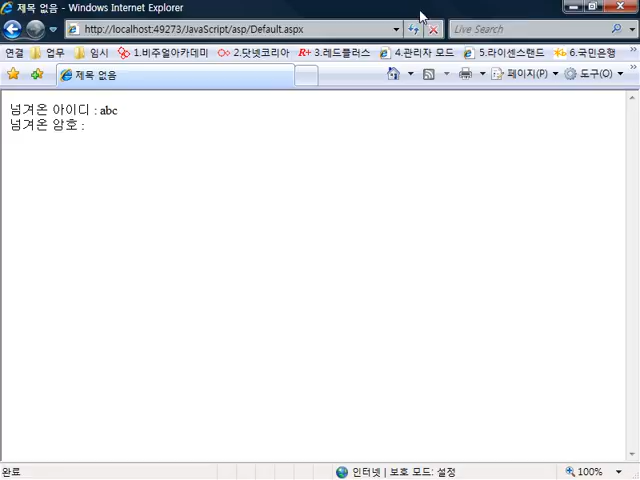 제목 없음 - Windows Internet Explorer
http://localhost:49273/JavaScript/asp/Default.aspx
Live Search
연결 업무 임시 1.비주얼아카데미 2.닷넷코리아 R+ 3.레드플러스 4.관리자 모드 5.라이센스랜드 6.국민은행 »
제목 없음 페이지(P) 도구(O) »
넘겨온 아이디 : abc
넘겨온 암호 :
완료 인터넷 | 보호 모드: 설정 100%